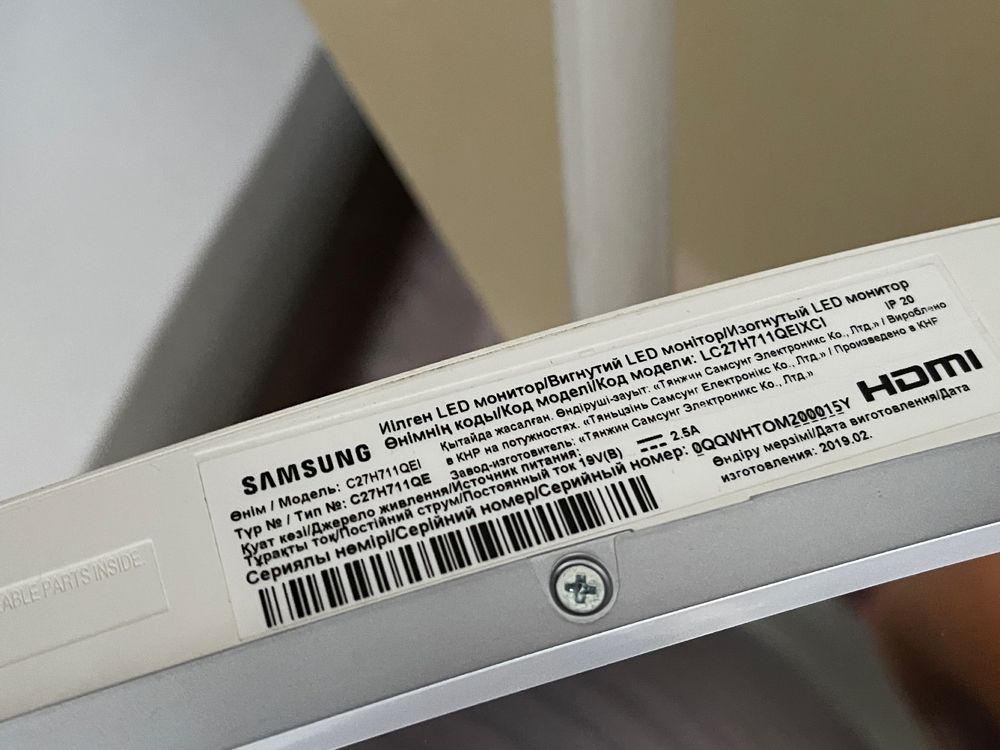 Иілген LED монитор/Вигнутий LED монітор/Изогнутый LED монитор
Өнімнің коды/Код моделі/Код модели: LC27H711QEIXCI
IP 20
Қытайда жасалған. Өндіруші-зауыт: «Тянжин Самсунг Электроникс Ко., Лтд.» / Вироблено
в КНР на потужностях «Тяньцзінь Самсунг Електронікс Ко., Лтд.» / Произведено в КНР
Завод-изготовитель: «Тянжин Самсунг Электроникс Ко., Лтд.»
HDMI
SAMSUNG
Өнім / Модель: C27H711QEI
Түр № / Тип №: C27H711QE
Қуат көзі/Джерело живлення/Источник питания:
Тұрақты тоқ/Постійний струм/Постоянный ток 19V(В) 2.5A
Сериялы нөмірі/Серійний номер/Серийный номер: 0QQWHTOM200015Y
Өндіру мерзімі/Дата виготовлення/Дата
изготовления: 2019.02.
ABLE PARTS INSIDE.